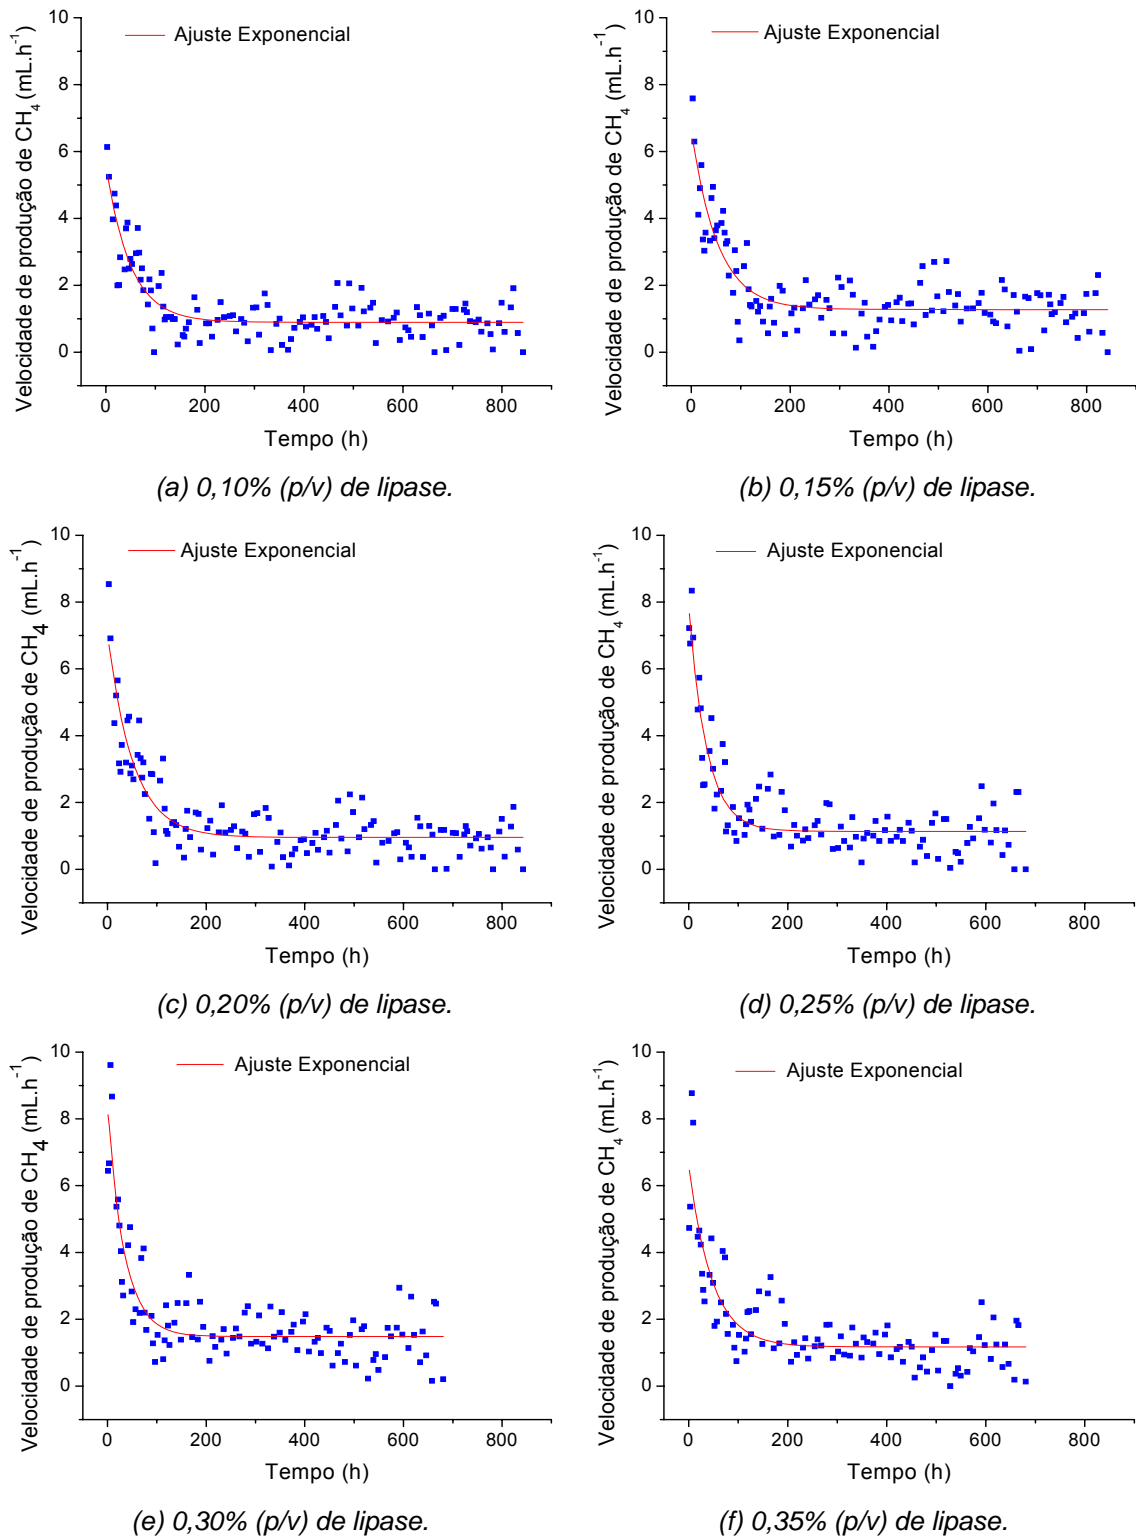 Ajuste Exponencial
Velocidade de produção de CH4 (mL.h-1)
10
8
6
4
2
0
0 200 400 600 800
Tempo (h)
(a) 0,10% (p/v) de lipase.
Ajuste Exponencial
Velocidade de produção de CH4 (mL.h-1)
10
8
6
4
2
0
0 200 400 600 800
Tempo (h)
(b) 0,15% (p/v) de lipase.
Ajuste Exponencial
Velocidade de produção de CH4 (mL.h-1)
10
8
6
4
2
0
0 200 400 600 800
Tempo (h)
(c) 0,20% (p/v) de lipase.
Ajuste Exponencial
Velocidade de produção de CH4 (mL.h-1)
10
8
6
4
2
0
0 200 400 600 800
Tempo (h)
(d) 0,25% (p/v) de lipase.
Ajuste Exponencial
Velocidade de produção de CH4 (mL.h-1)
10
8
6
4
2
0
0 200 400 600 800
Tempo (h)
(e) 0,30% (p/v) de lipase.
Ajuste Exponencial
Velocidade de produção de CH4 (mL.h-1)
10
8
6
4
2
0
0 200 400 600 800
Tempo (h)
(f) 0,35% (p/v) de lipase.